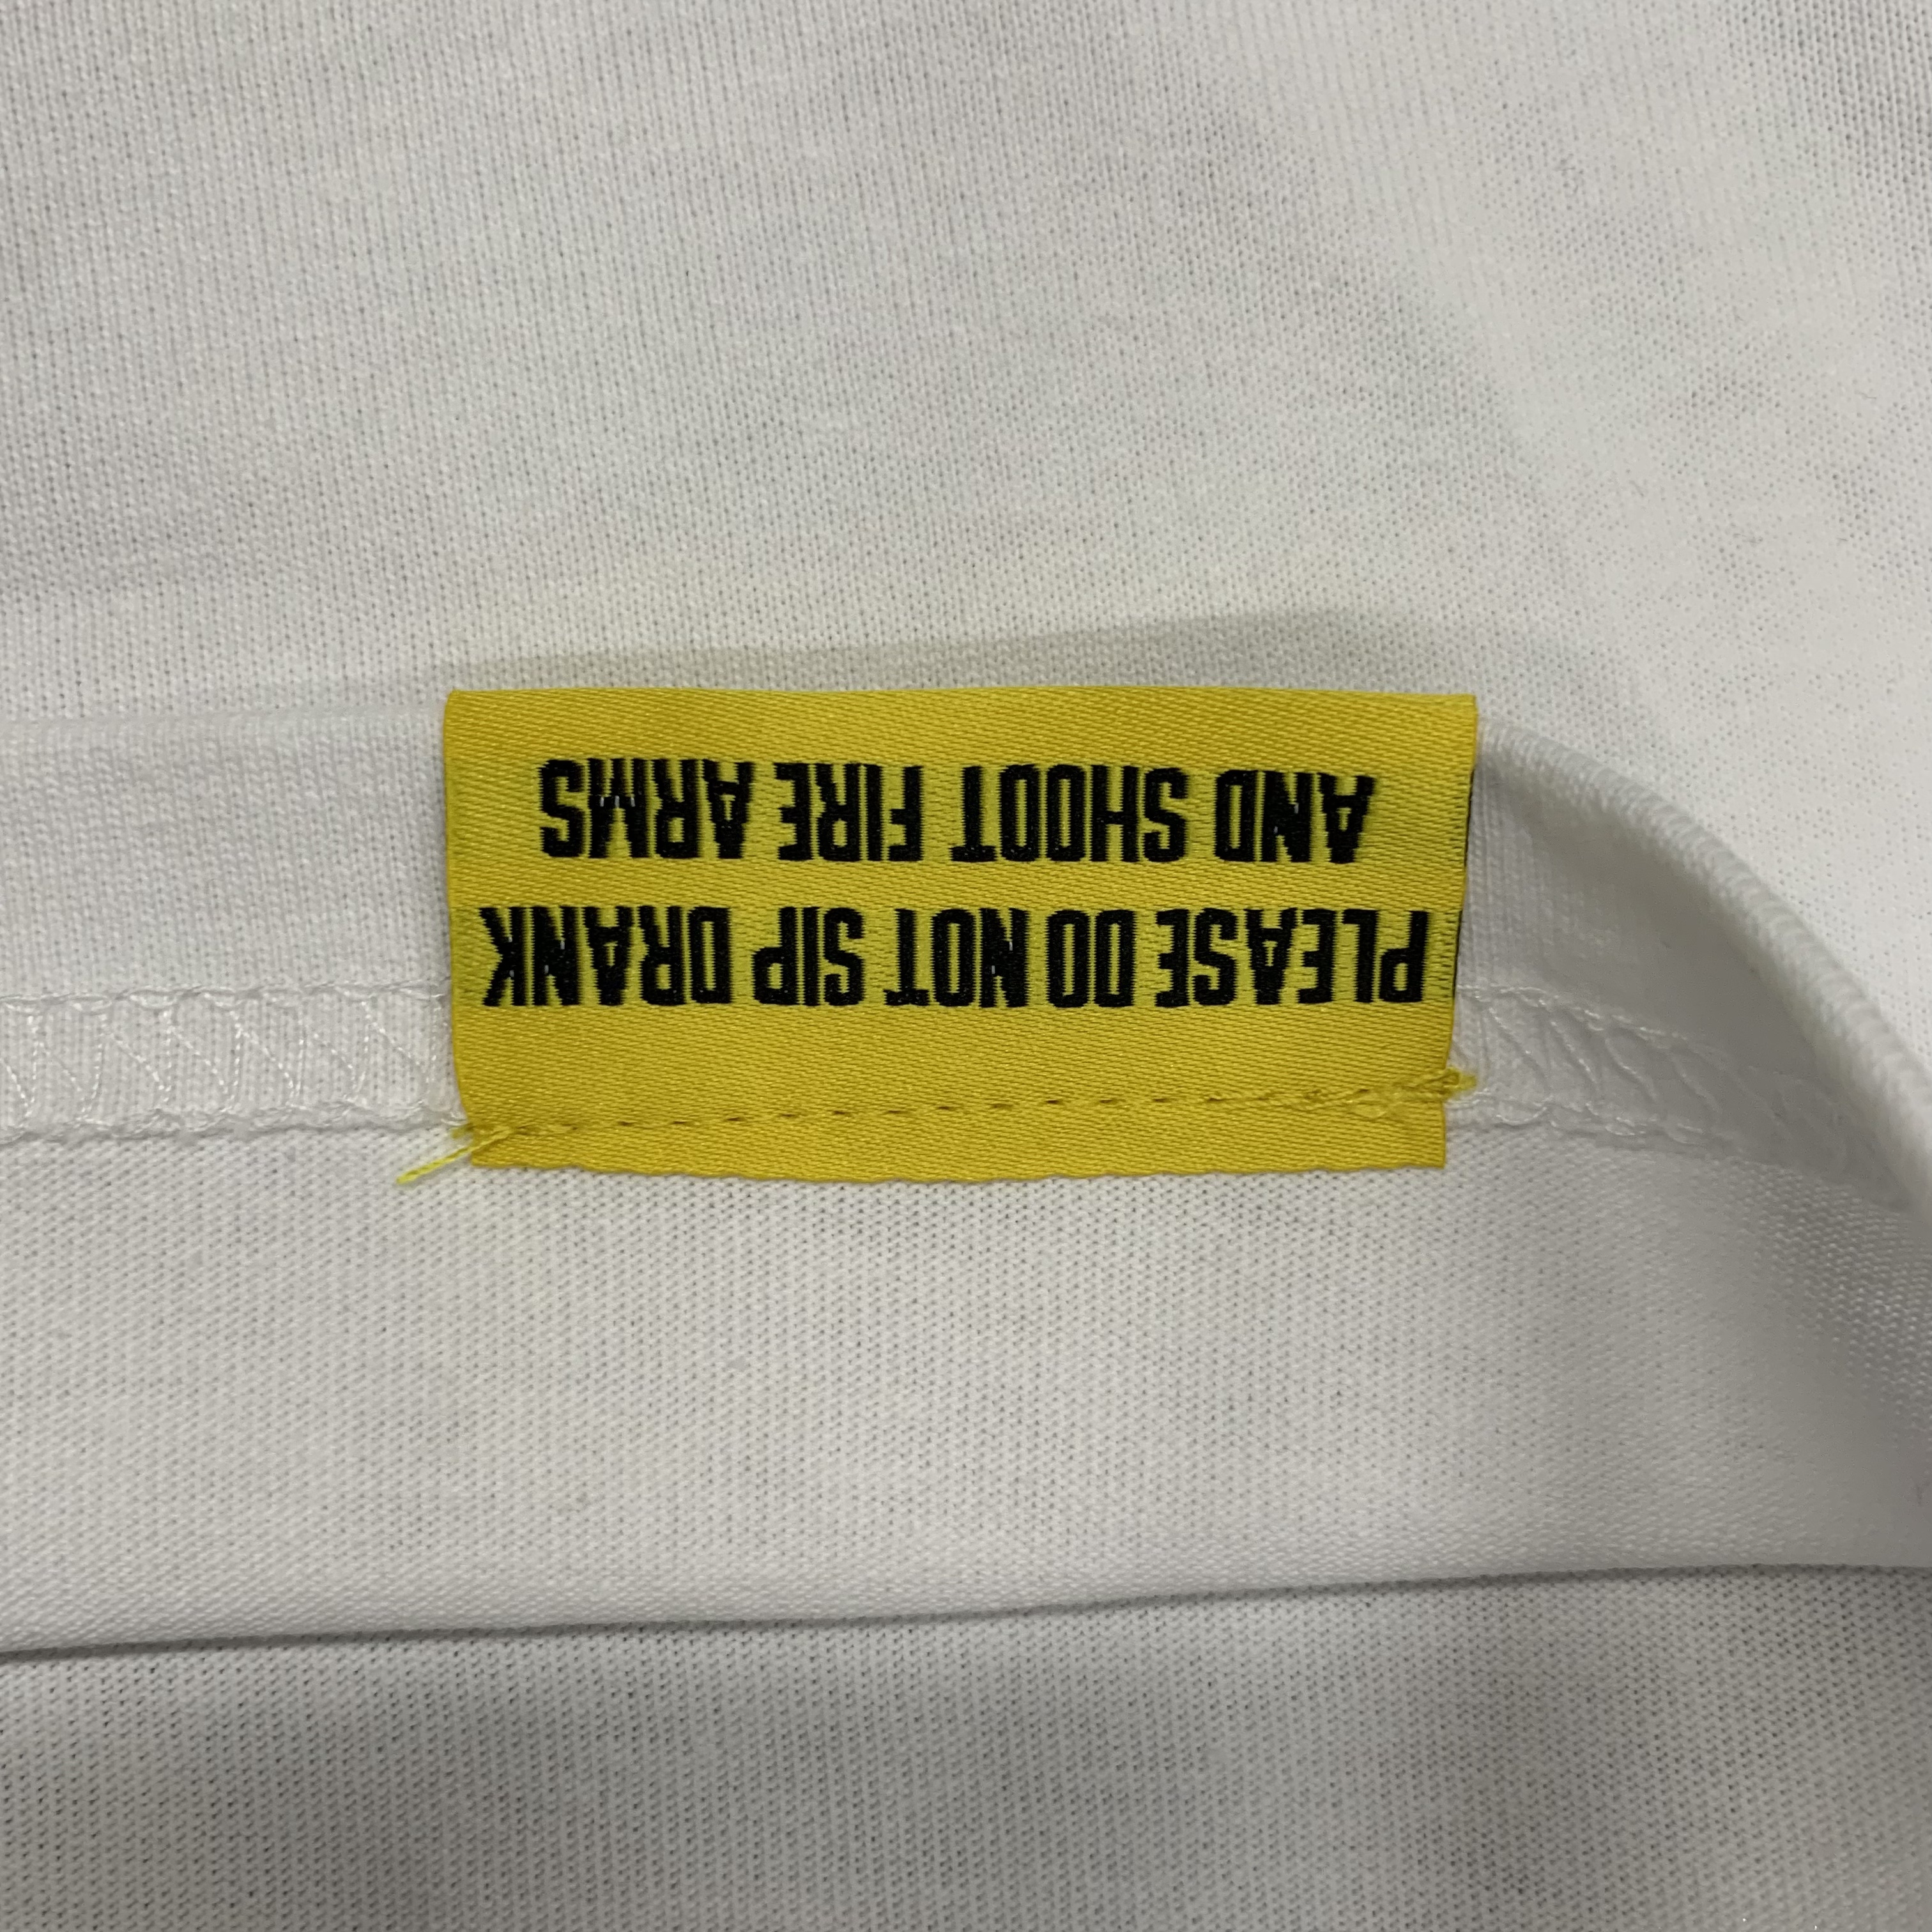 PLEASE DO NOT SIP DRANK
AND SHOOT FIRE ARMS